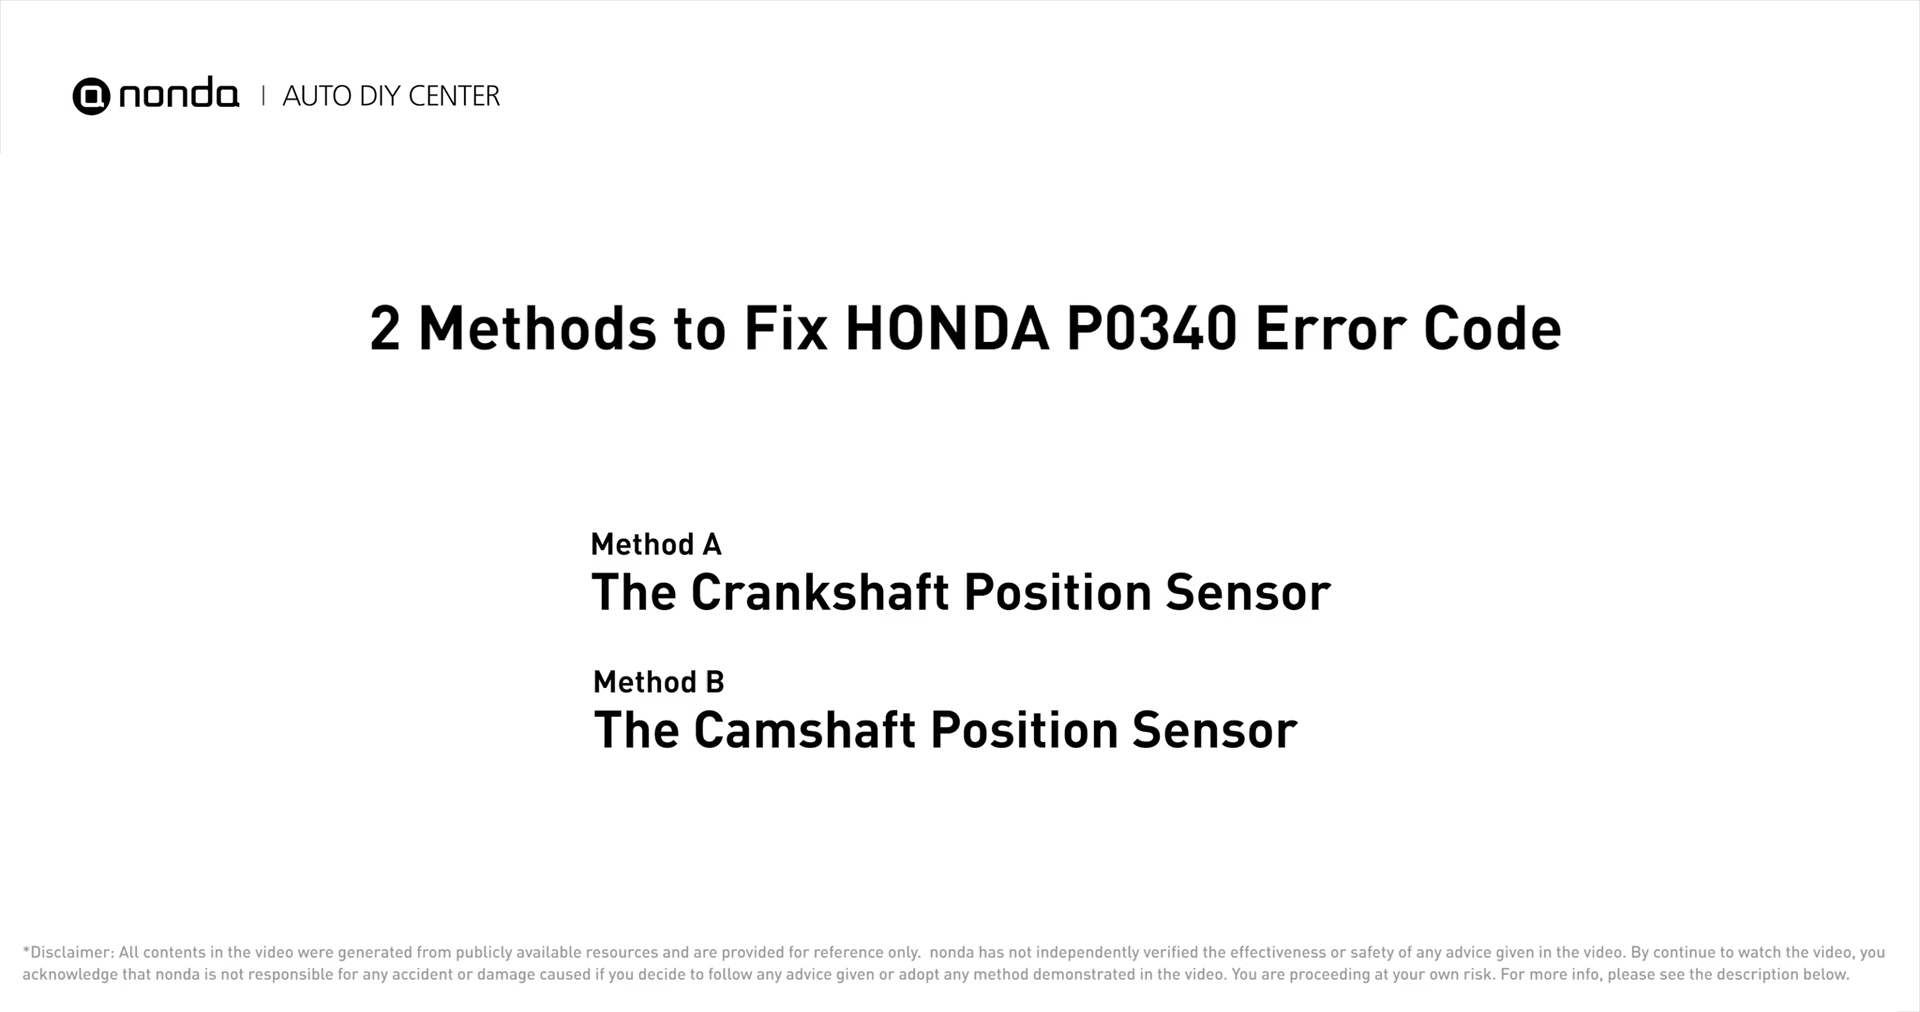 nonda | AUTO DIY CENTER
2 Methods to Fix HONDA P0340 Error Code
Method A
The Crankshaft Position Sensor
Method B
The Camshaft Position Sensor
*Disclaimer: All contents in the video were generated from publicly available resources and are provided for reference only. nonda has not independently verified the effectiveness or safety of any advice given in the video. By continue to watch the video, you
acknowledge that nonda is not responsible for any accident or damage caused if you decide to follow any advice given or adopt any method demonstrated in the video. You are proceeding at your own risk. For more info, please see the description below.